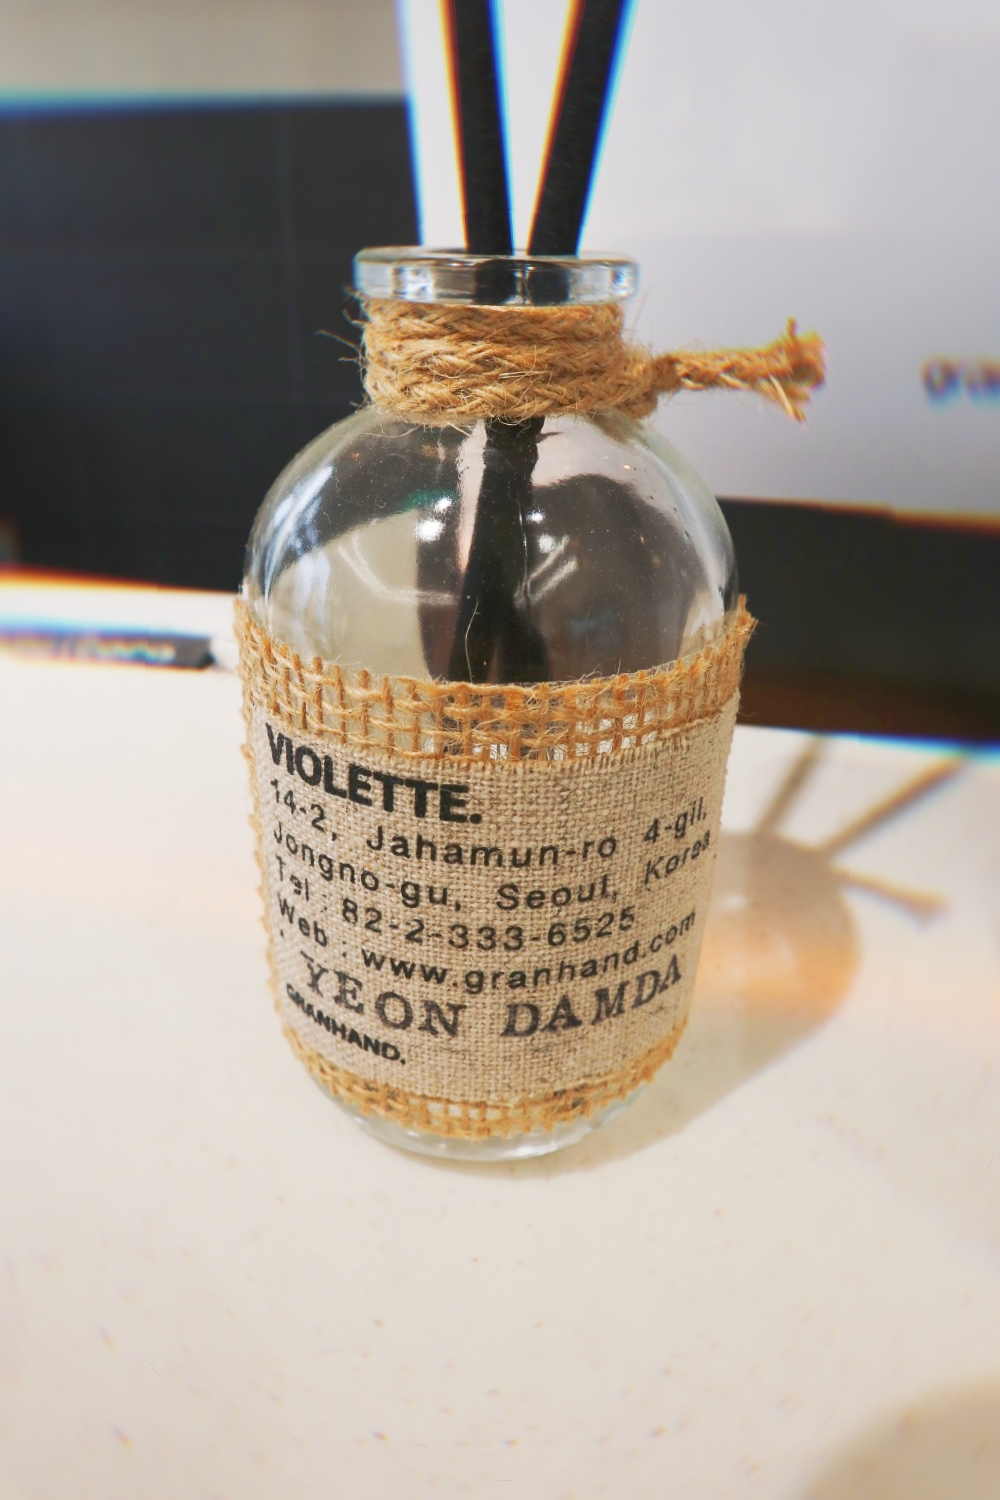 VIOLETTE.
14-2, Jahamun-ro 4-gil,
Jongno-gu, Seoul, Korea
Tel : 82-2-333-6525
Web : www.granhand.com
YEON DAMDA
GRANHAND.